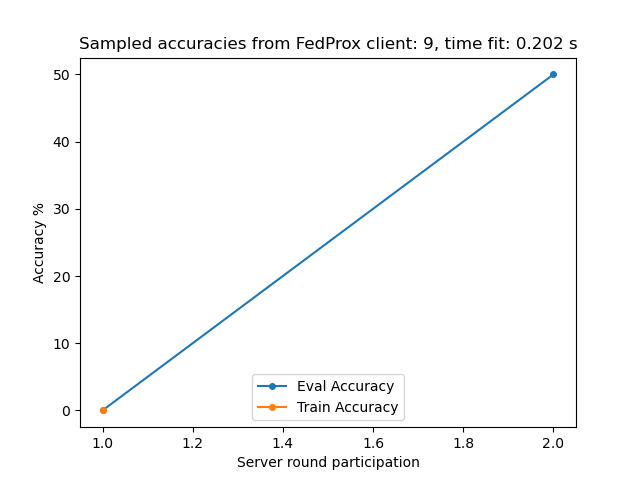 Sampled accuracies from FedProx client: 9, time fit: 0.202 s
50
40
30
20
10
0
Accuracy %
Eval Accuracy
Train Accuracy
1.0 1.2 1.4 1.6 1.8 2.0
Server round participation